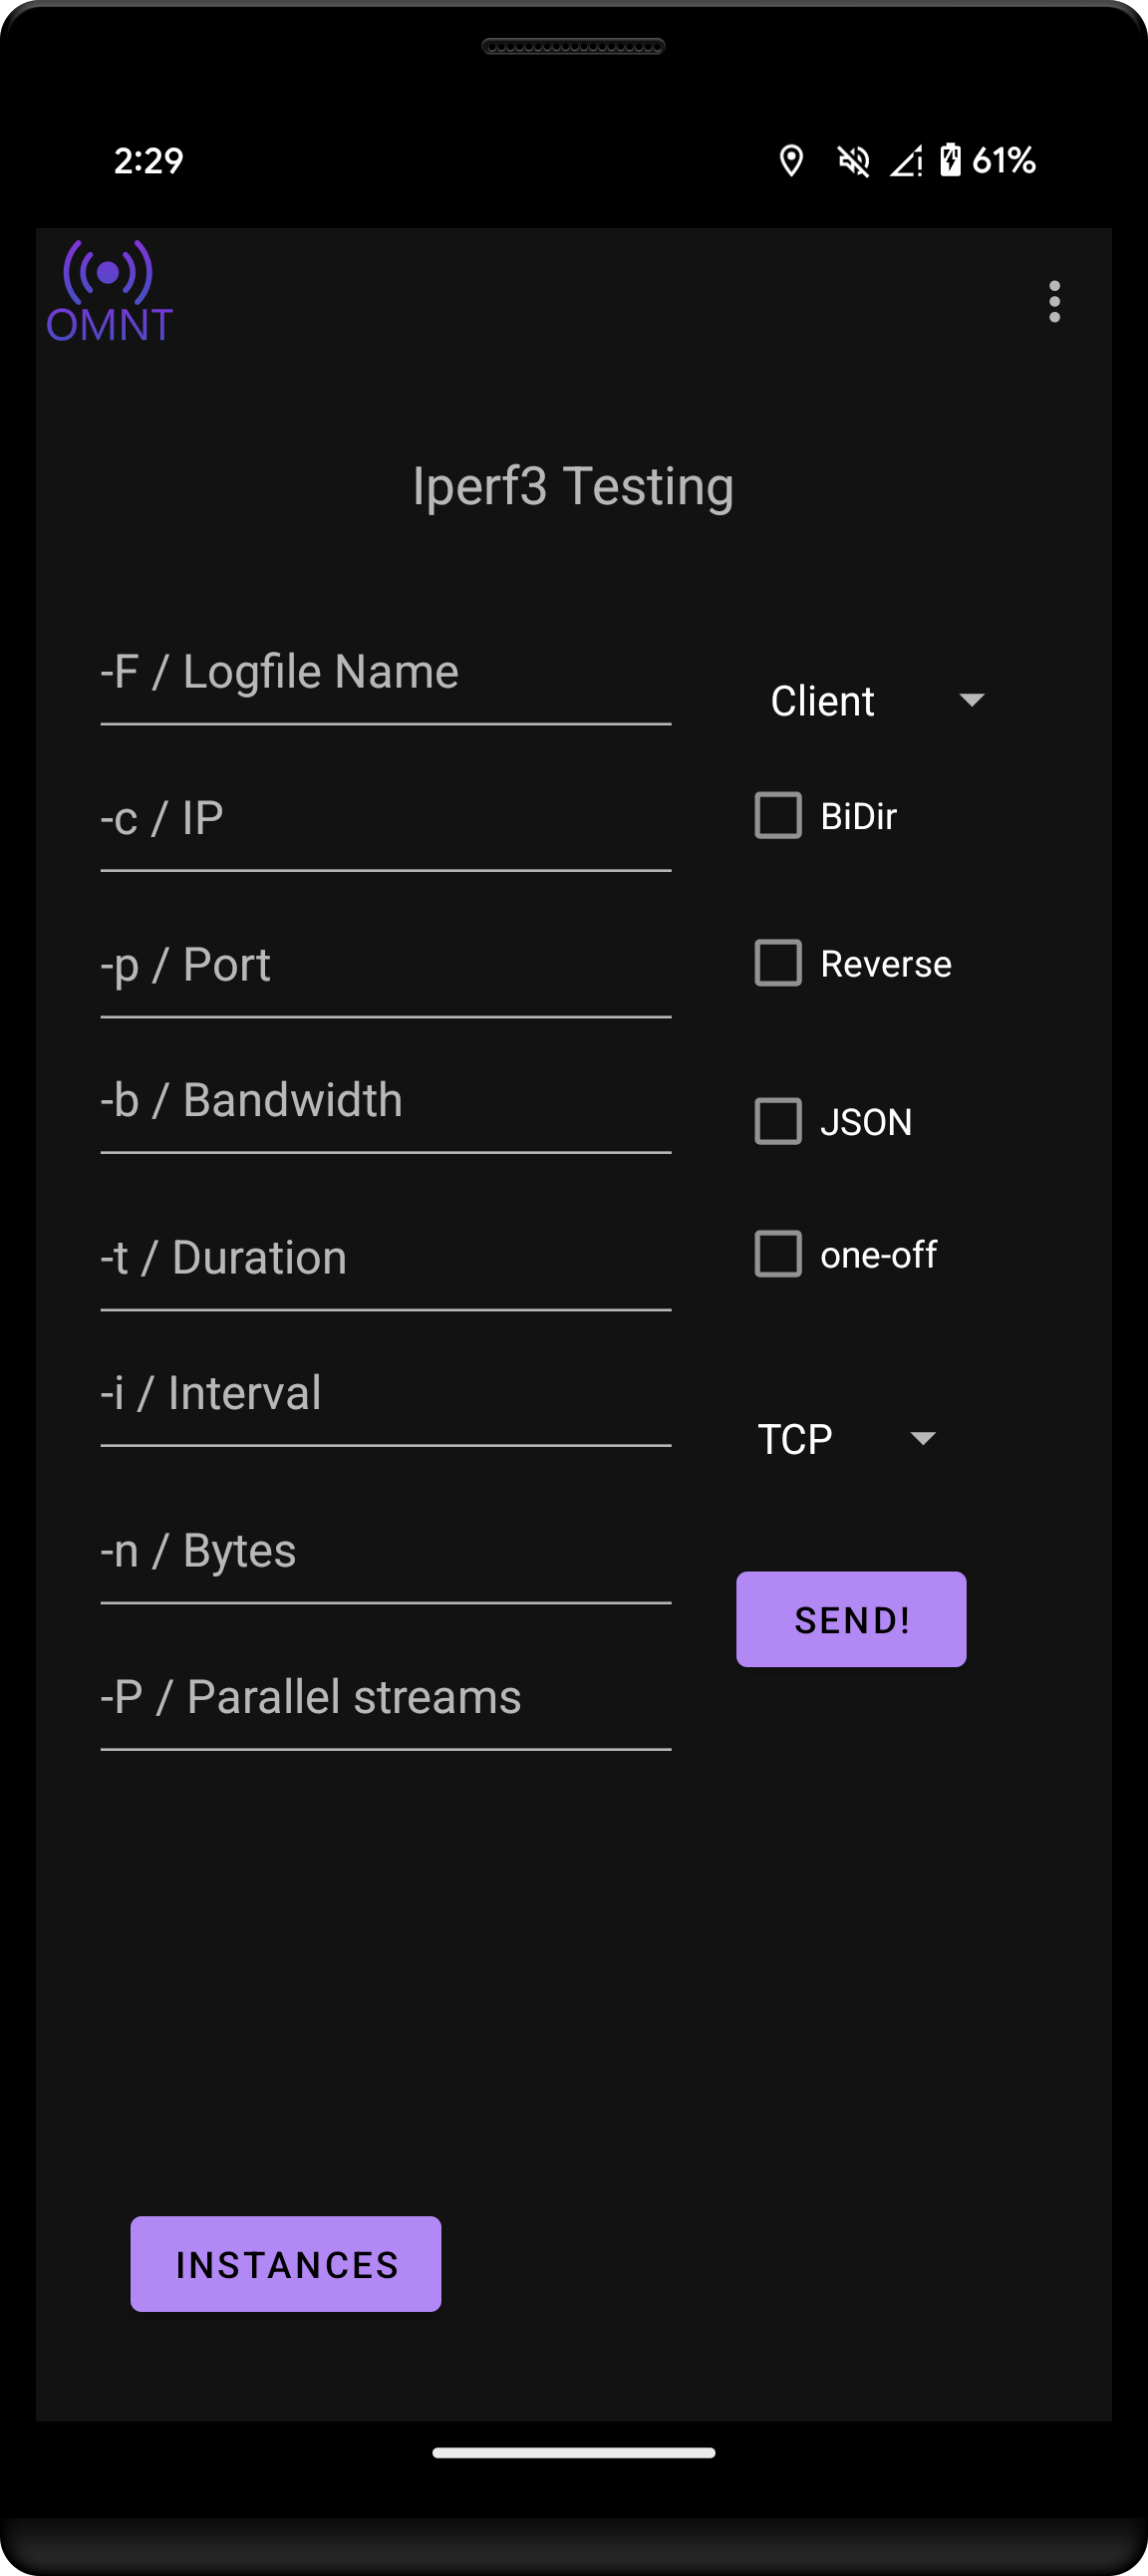 2:29 61%
OMNT
Iperf3 Testing
-F / Logfile Name
Client
-c / IP
BiDir
-p / Port
Reverse
-b / Bandwidth
JSON
-t / Duration
one-off
-i / Interval
TCP
-n / Bytes
SEND!
-P / Parallel streams
INSTANCES